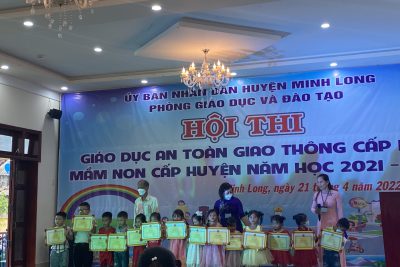 ỦY BAN NHÂN DÂN HUYỆN MINH LONG
PHÒNG GIÁO DỤC VÀ ĐÀO TẠO
HỘI THI
GIÁO DỤC AN TOÀN GIAO THÔNG CẤP
MẦM NON CẤP HUYỆN NĂM HỌC 2021 -
Minh Long, ngày 21 tháng 4 năm 2022